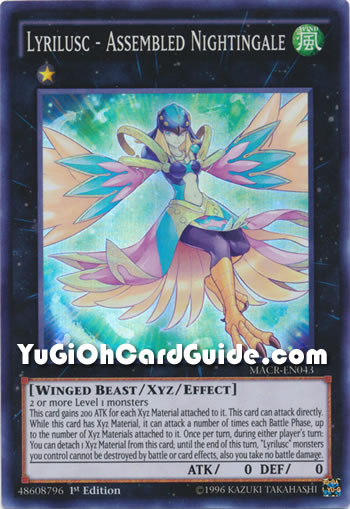 Lyrilusc - Assembled Nightingale
WIND
風
YuGiOhCardGuide.com
MACR-EN043
[Winged Beast/Xyz/Effect]
2 or more Level 1 monsters
This card gains 200 ATK for each Xyz Material attached to it. This card can attack directly.
While this card has Xyz Material, it can attack a number of times each Battle Phase, up
to the number of Xyz Materials attached to it. Once per turn, during either player's turn:
You can detach 1 Xyz Material from this card, until the end of this turn, "Lyrilusc" monsters
you control cannot be destroyed by battle or card effects, also you take no battle damage.
ATK/ 0 DEF/ 0
48608796 1st Edition ©1996 KAZUKI TAKAHASHI